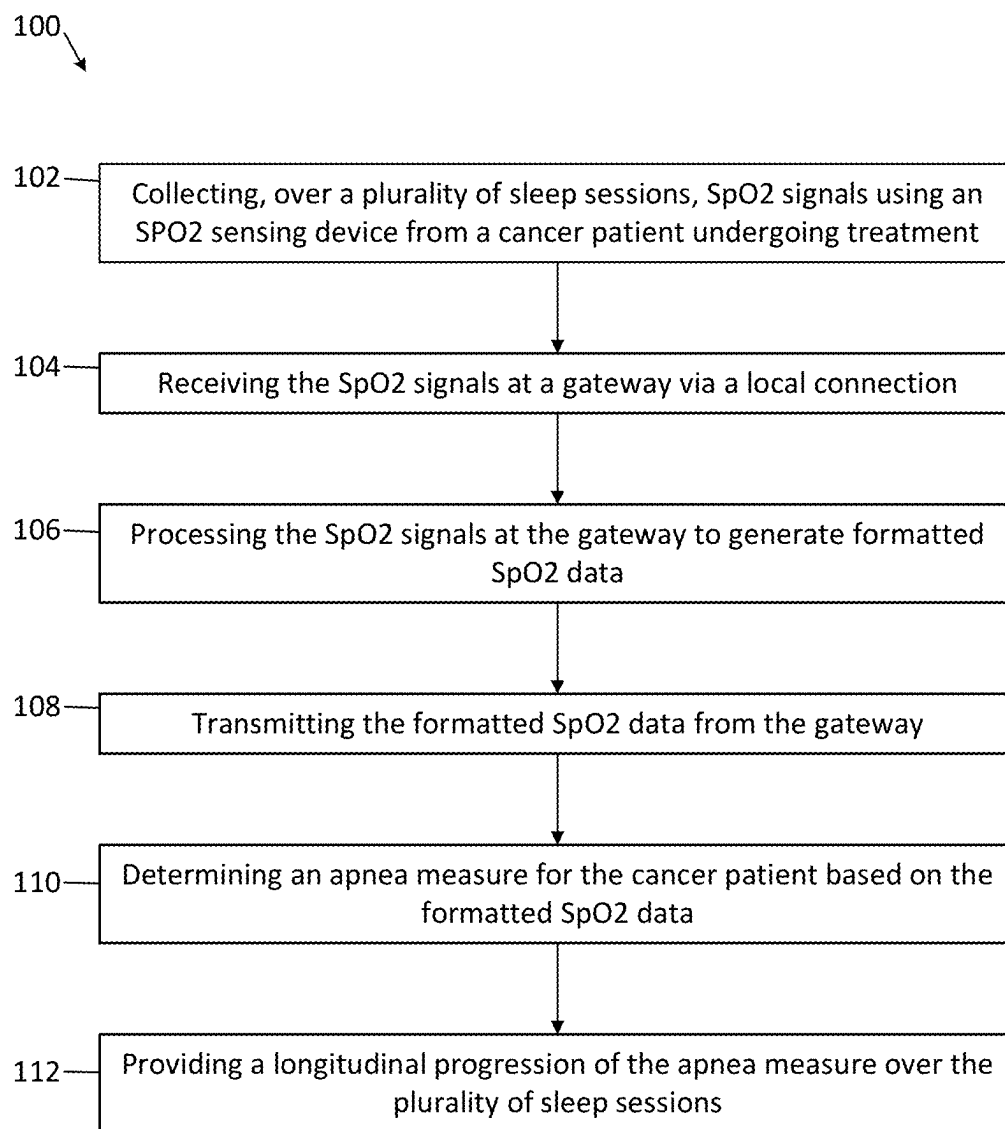 100
102
Collecting, over a plurality of sleep sessions, SpO2 signals using an
SPO2 sensing device from a cancer patient undergoing treatment
104
Receiving the SpO2 signals at a gateway via a local connection
106
Processing the SpO2 signals at the gateway to generate formatted
SpO2 data
108
Transmitting the formatted SpO2 data from the gateway
110
Determining an apnea measure for the cancer patient based on the
formatted SpO2 data
112
Providing a longitudinal progression of the apnea measure over the
plurality of sleep sessions